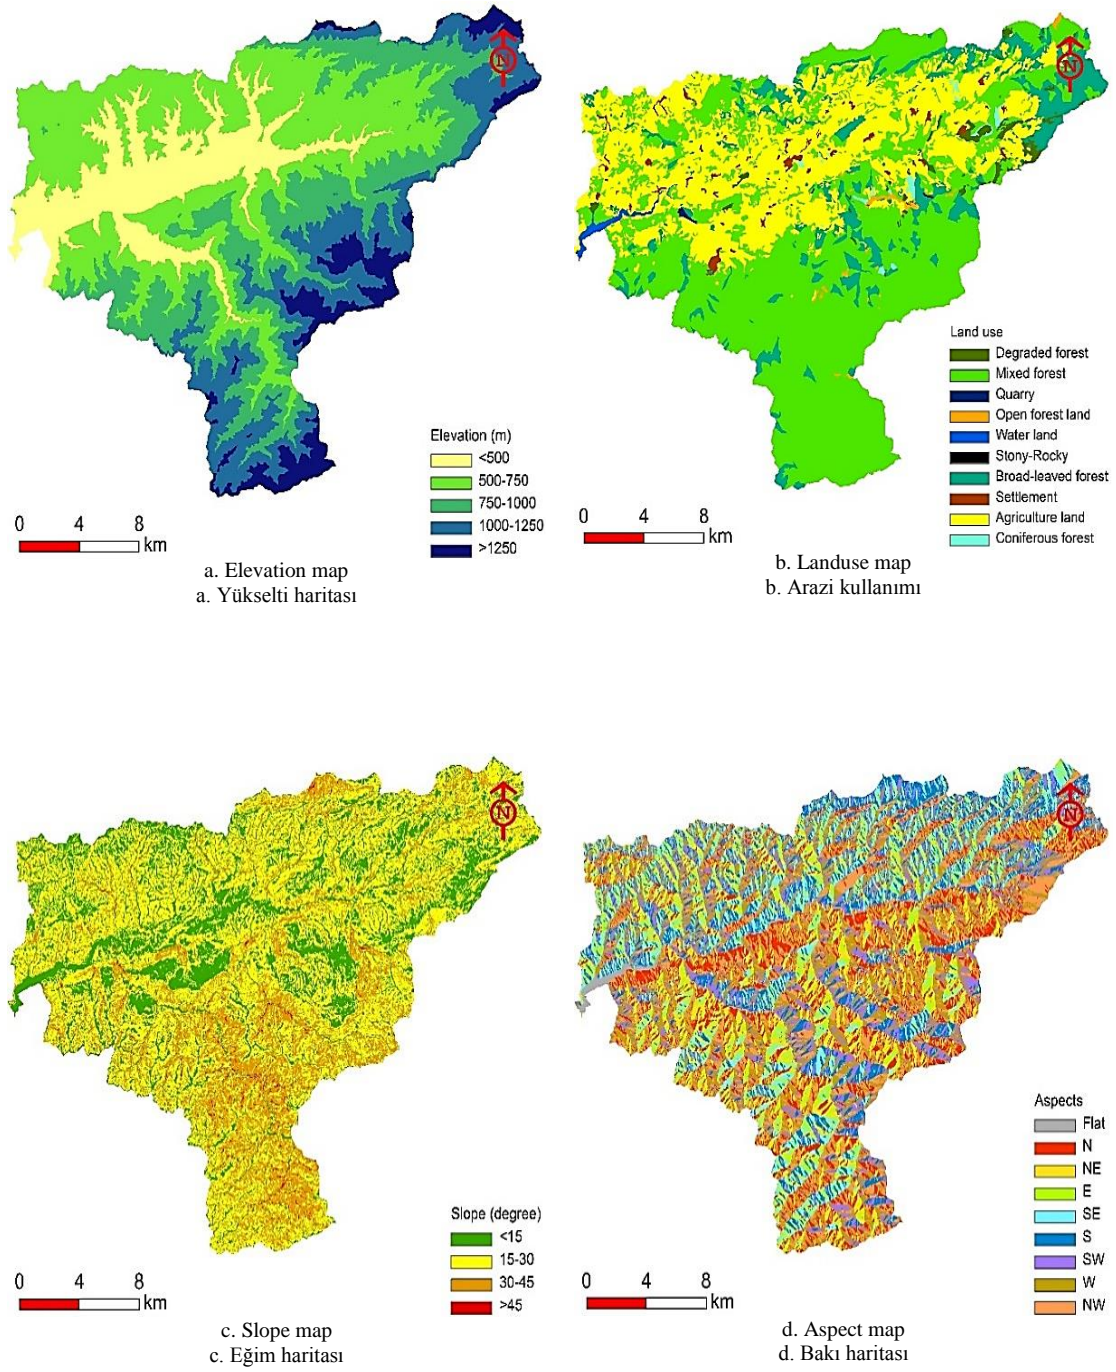 N
Elevation (m)
<500
500-750
750-1000
1000-1250
>1250
0 4 8
km
a. Elevation map
a. Yükselti haritası
N
Land use
Degraded forest
Mixed forest
Quarry
Open forest land
Water land
Stony-Rocky
Broad-leaved forest
Settlement
Agriculture land
Coniferous forest
0 4 8
km
b. Landuse map
b. Arazi kullanımı
N
Slope (degree)
<15
15-30
30-45
>45
0 4 8
km
c. Slope map
c. Eğim haritası
N
Aspects
Flat
N
NE
E
SE
S
SW
W
NW
0 4 8
km
d. Aspect map
d. Bakı haritası